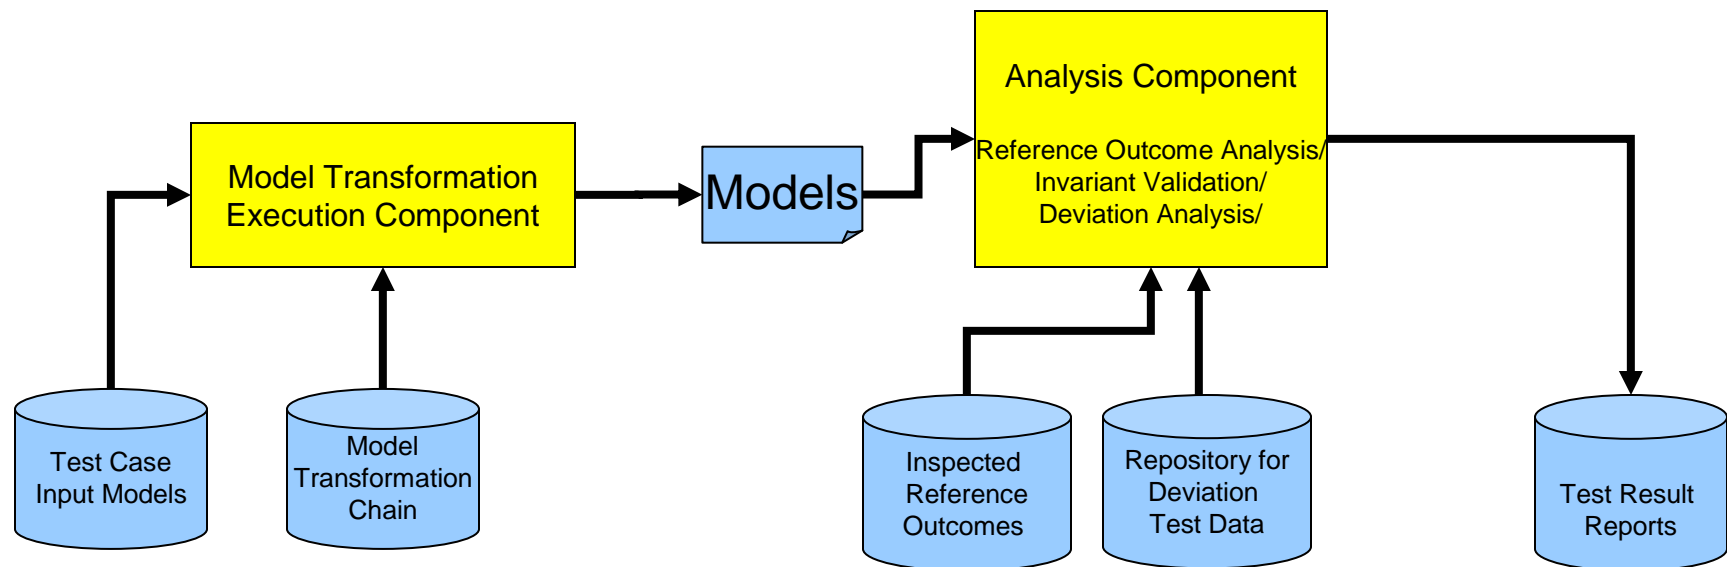 Analysis Component
Reference Outcome Analysis/
Invariant Validation/
Deviation Analysis/
Model Transformation
Execution Component
Models
Test Case
Input Models
Model
Transformation
Chain
Inspected
Reference
Outcomes
Repository for
Deviation
Test Data
Test Result
Reports